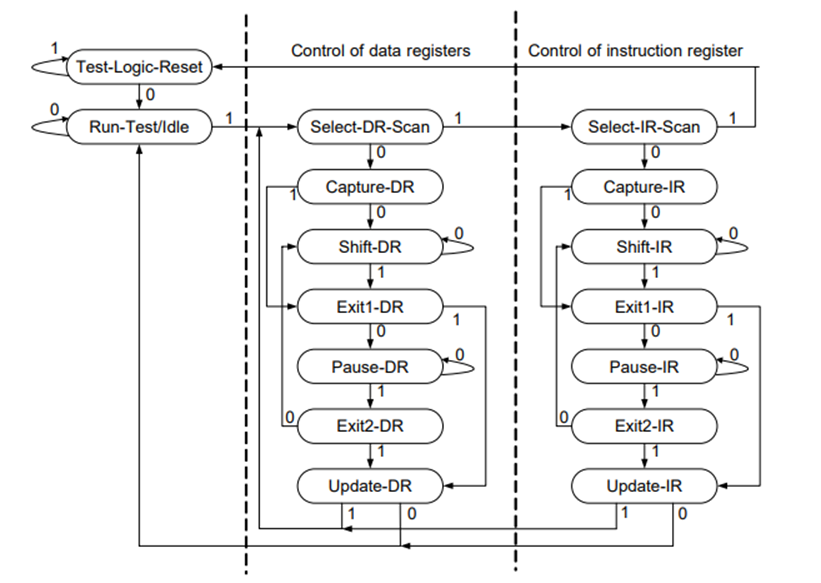 Control of data registers Control of instruction register
1
Test-Logic-Reset
0
0 Run-Test/Idle 1 Select-DR-Scan 1 Select-IR-Scan 1
0 0
Capture-DR Capture-IR
1 0 1 0
Shift-DR 0 Shift-IR 0
1 1
Exit1-DR Exit1-IR
0 1 0 1
Pause-DR 0 Pause-IR 0
1 1
0 Exit2-DR 0 Exit2-IR
1 1
Update-DR Update-IR
1 0 1 0